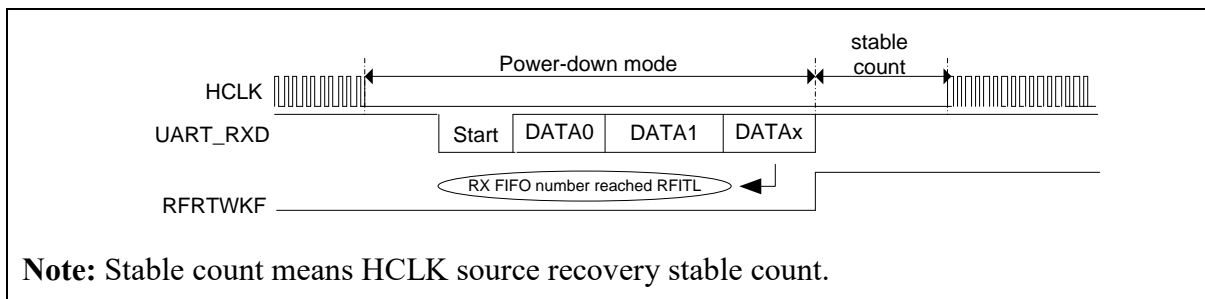 stable
count
Power-down mode
HCLK
UART_RXD
Start DATA0 DATA1 DATAx
RX FIFO number reached RFITL
RFRTWKF
Note: Stable count means HCLK source recovery stable count.